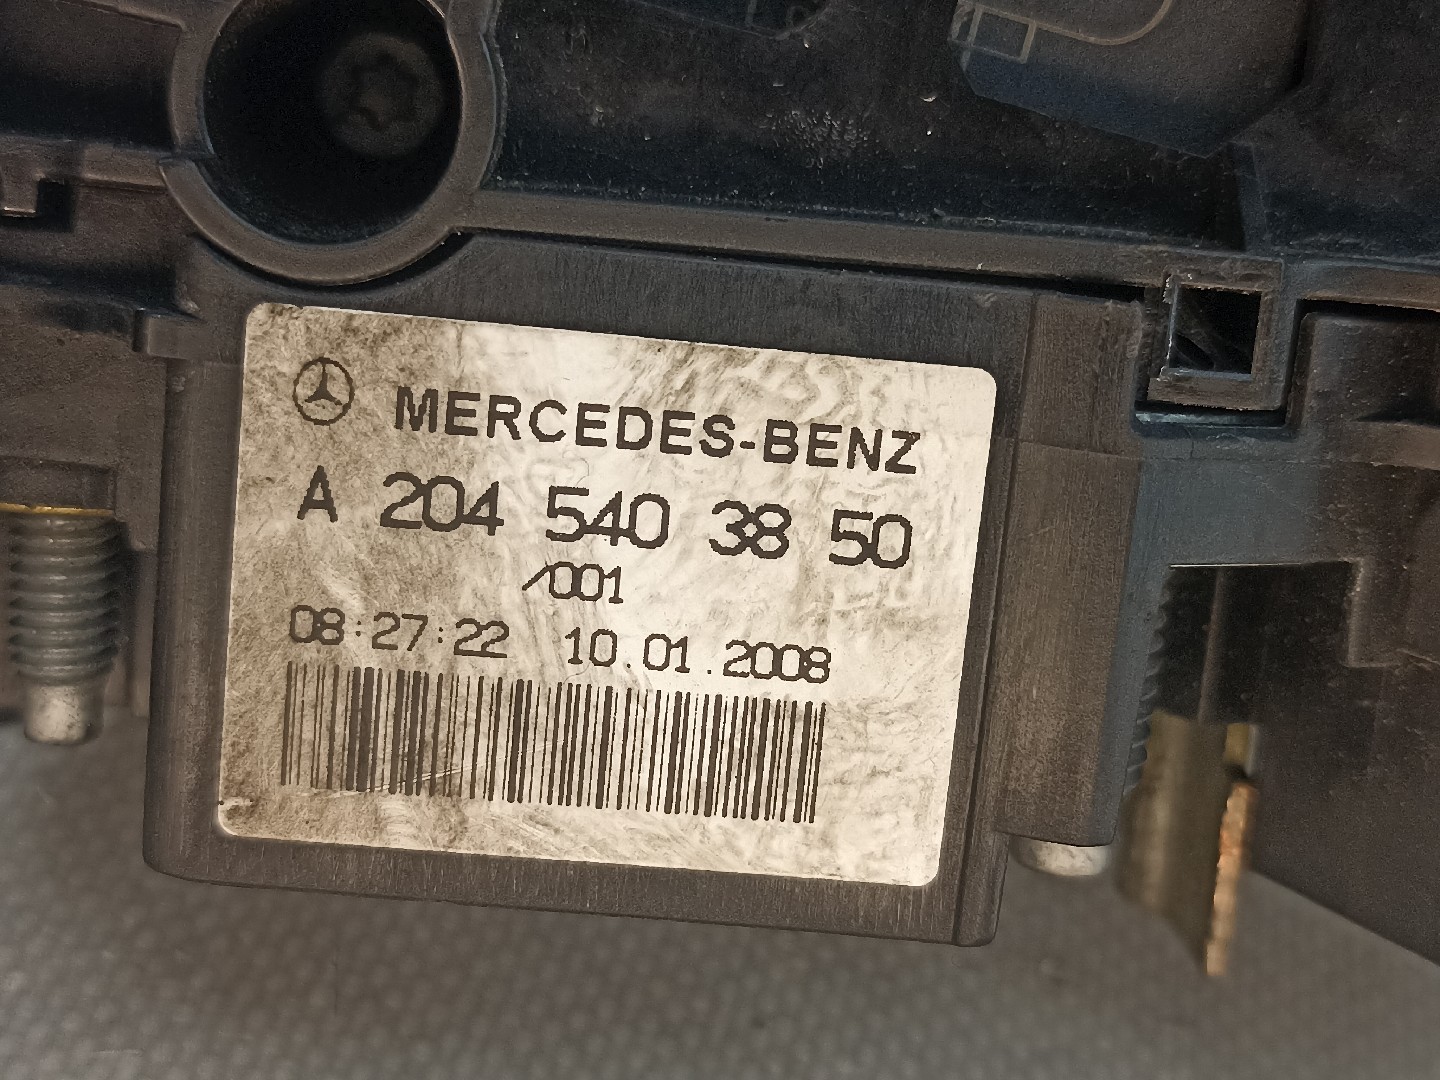 MERCEDES-BENZ
A 204 540 38 50
/001
08:27:22 10.01.2008